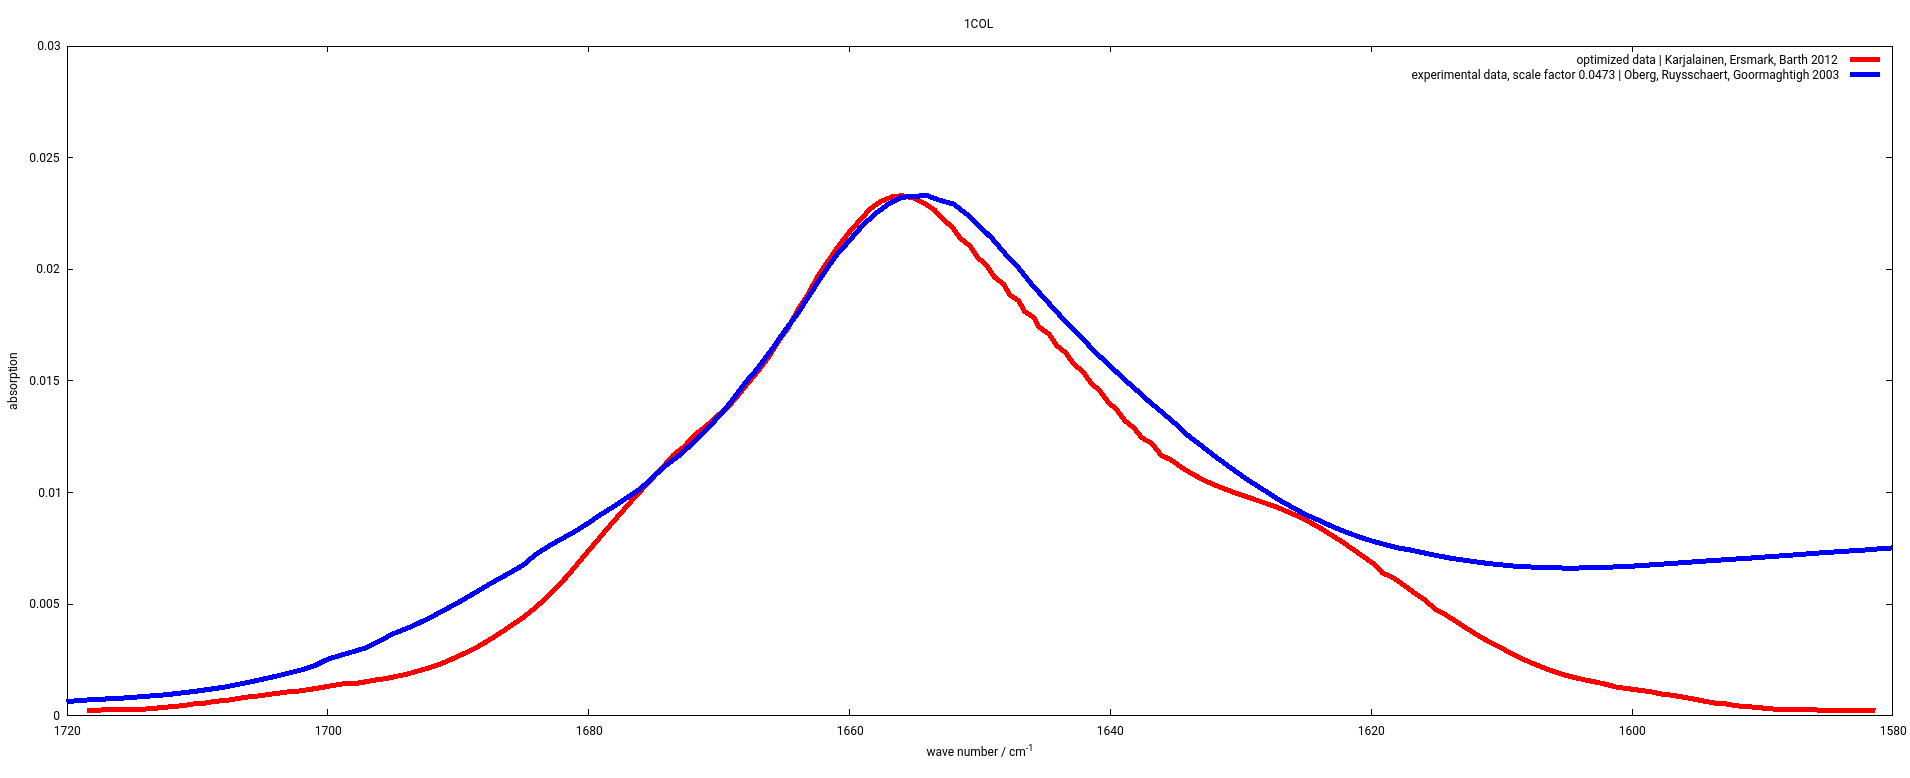 1COL
0.03
optimized data | Karjalainen, Ersmark, Barth 2012
experimental data, scale factor 0.0473 | Oberg, Ruysschaert, Goormaghtigh 2003
0.025
0.02
0.015
0.01
0.005
0
absorption
1720 1700 1680 1660 1640 1620 1600 1580
wave number / cm-1